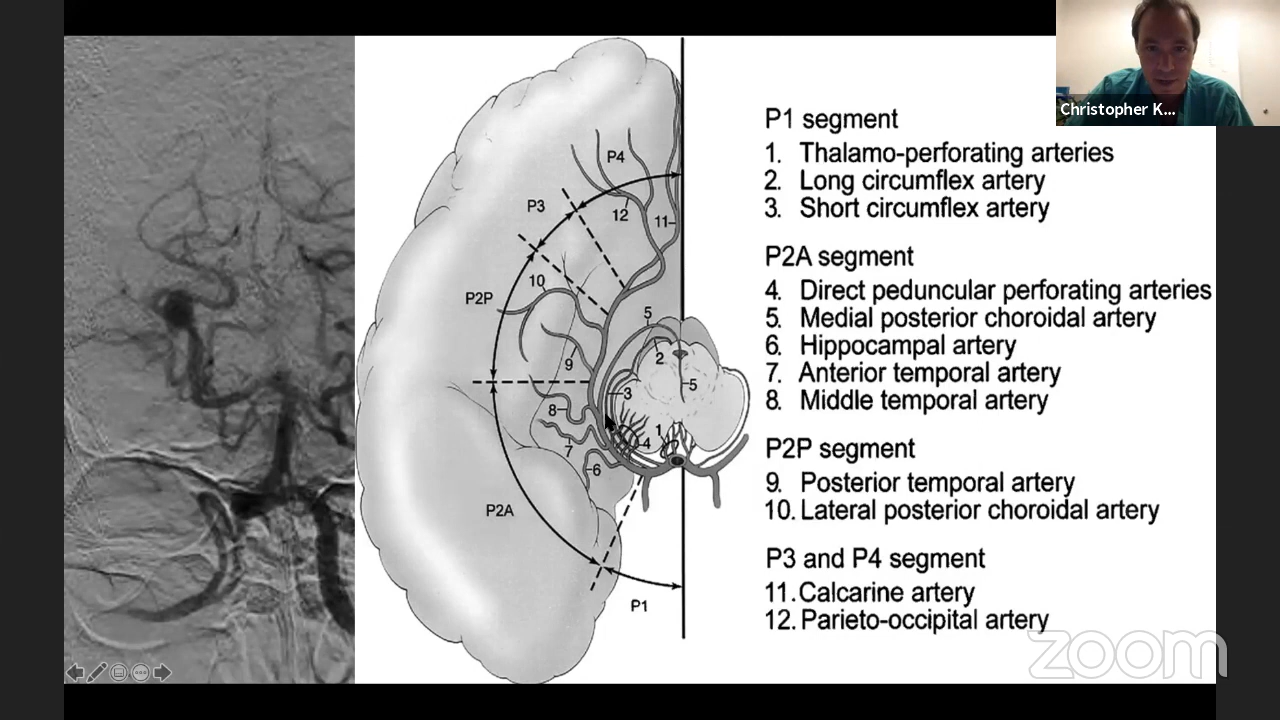 Christopher K...
P1 segment
1. Thalamo-perforating arteries
2. Long circumflex artery
3. Short circumflex artery
P2A segment
4. Direct peduncular perforating arteries
5. Medial posterior choroidal artery
6. Hippocampal artery
7. Anterior temporal artery
8. Middle temporal artery
P2P segment
9. Posterior temporal artery
10. Lateral posterior choroidal artery
P3 and P4 segment
11. Calcarine artery
12. Parieto-occipital artery
P4
P3
12
11
P2P
10
5
2
9
5
3
8
1
4
7
6
P2A
P1
zoom